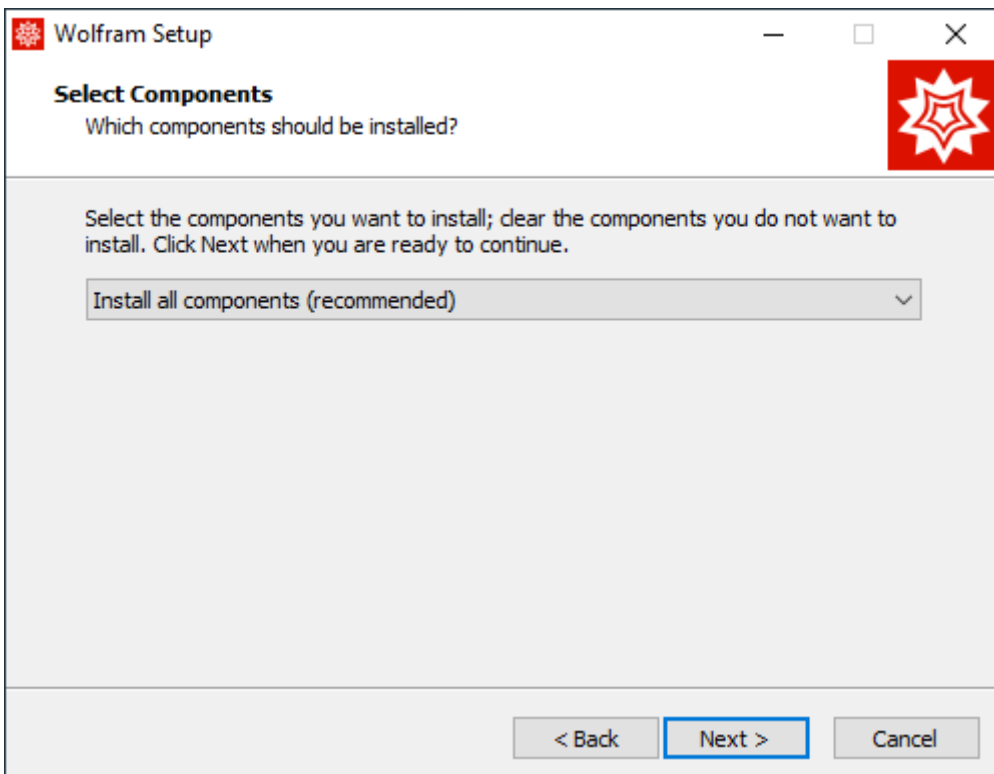 Wolfram Setup
Select Components
Which components should be installed?
Select the components you want to install; clear the components you do not want to
install. Click Next when you are ready to continue.
Install all components (recommended)
< Back
Next >
Cancel